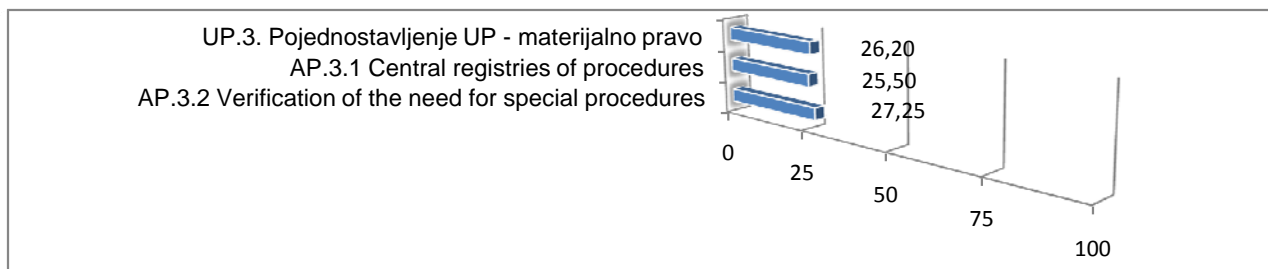 UP.3. Pojednostavljenje UP - materijalno pravo 26,20
AP.3.1 Central registries of procedures 25,50
AP.3.2 Verification of the need for special procedures 27,25
0
25
50
75
100